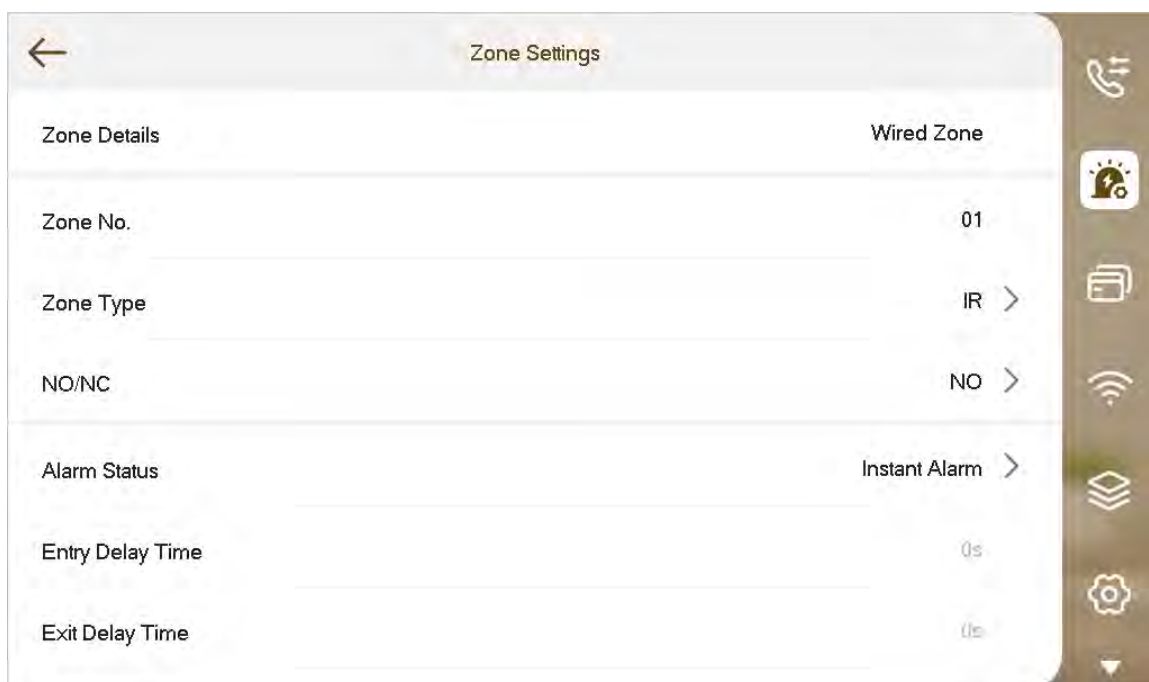 Zone Settings
Zone Details Wired Zone
Zone No. 01
Zone Type IR
NO/NC NO
Alarm Status Instant Alarm
Entry Delay Time 0s
Exit Delay Time 0s